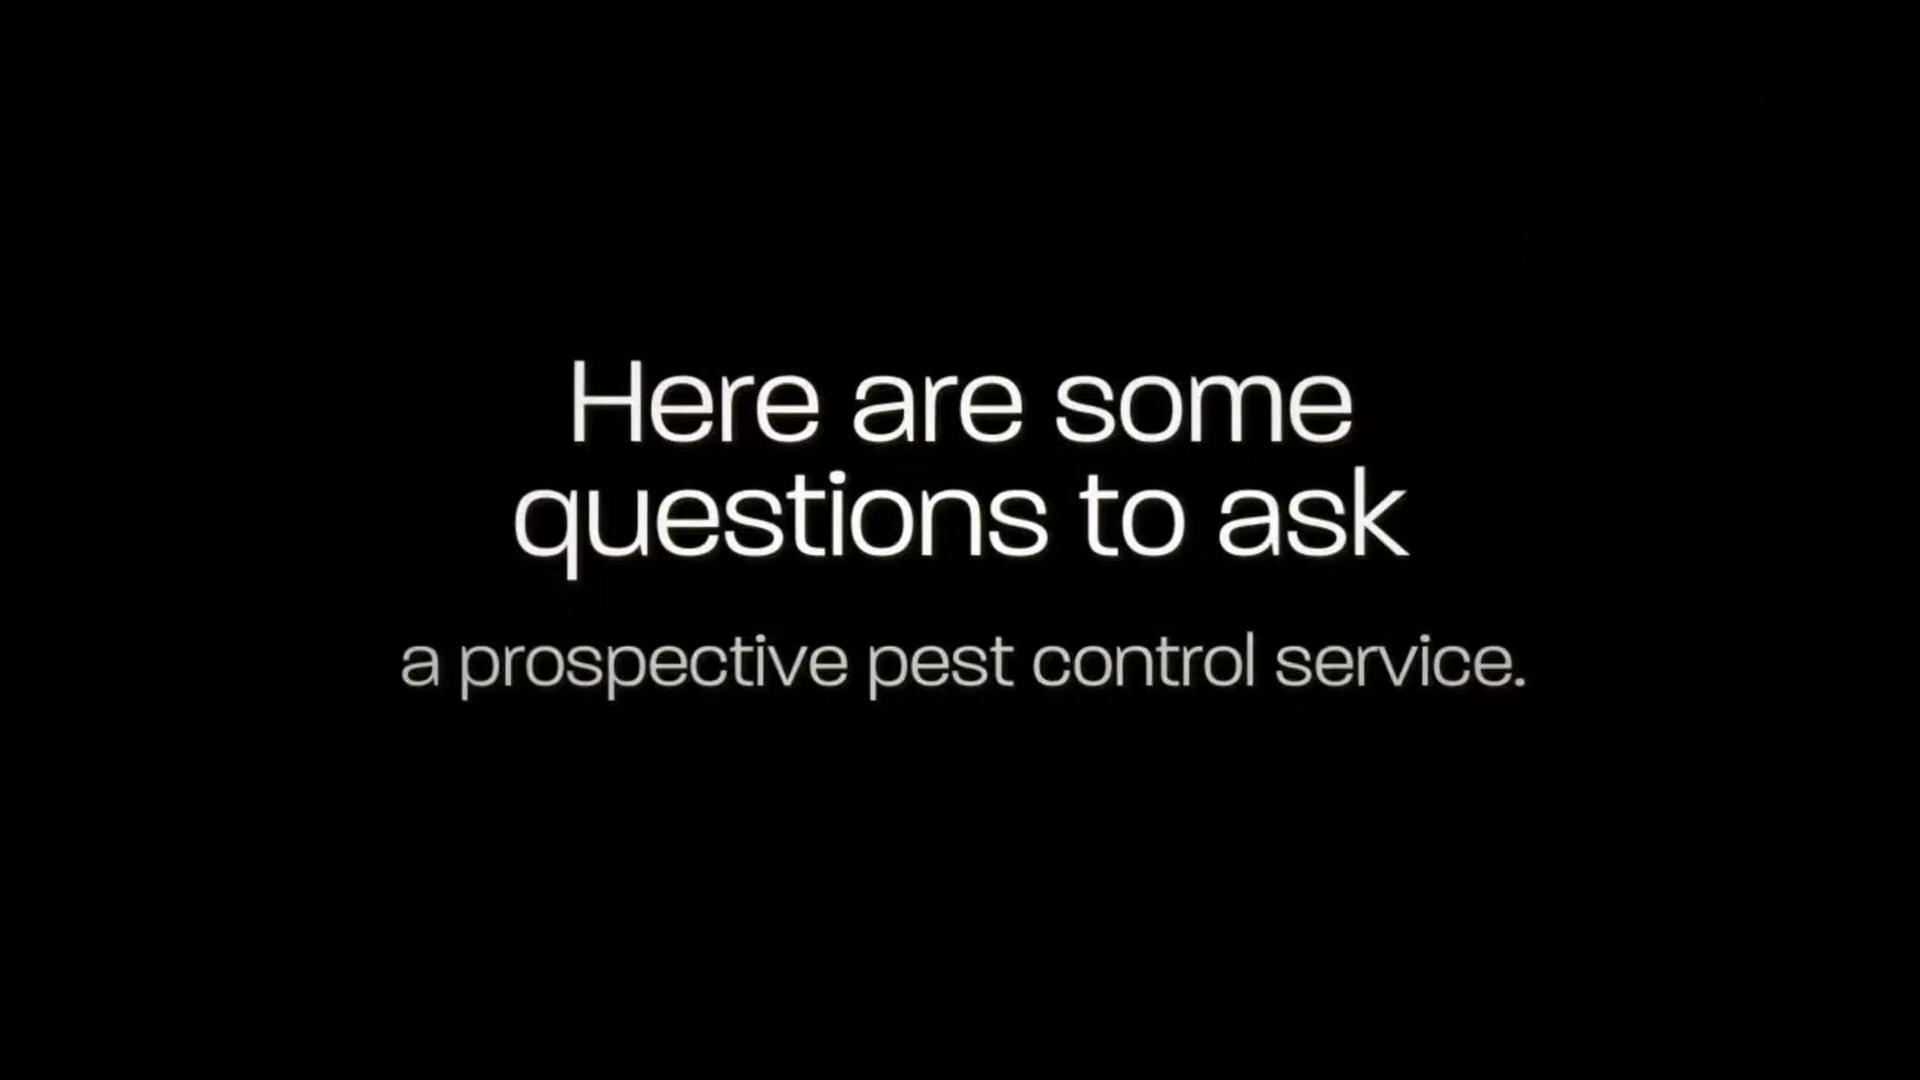 Here are some
questions to ask
a prospective pest control service.